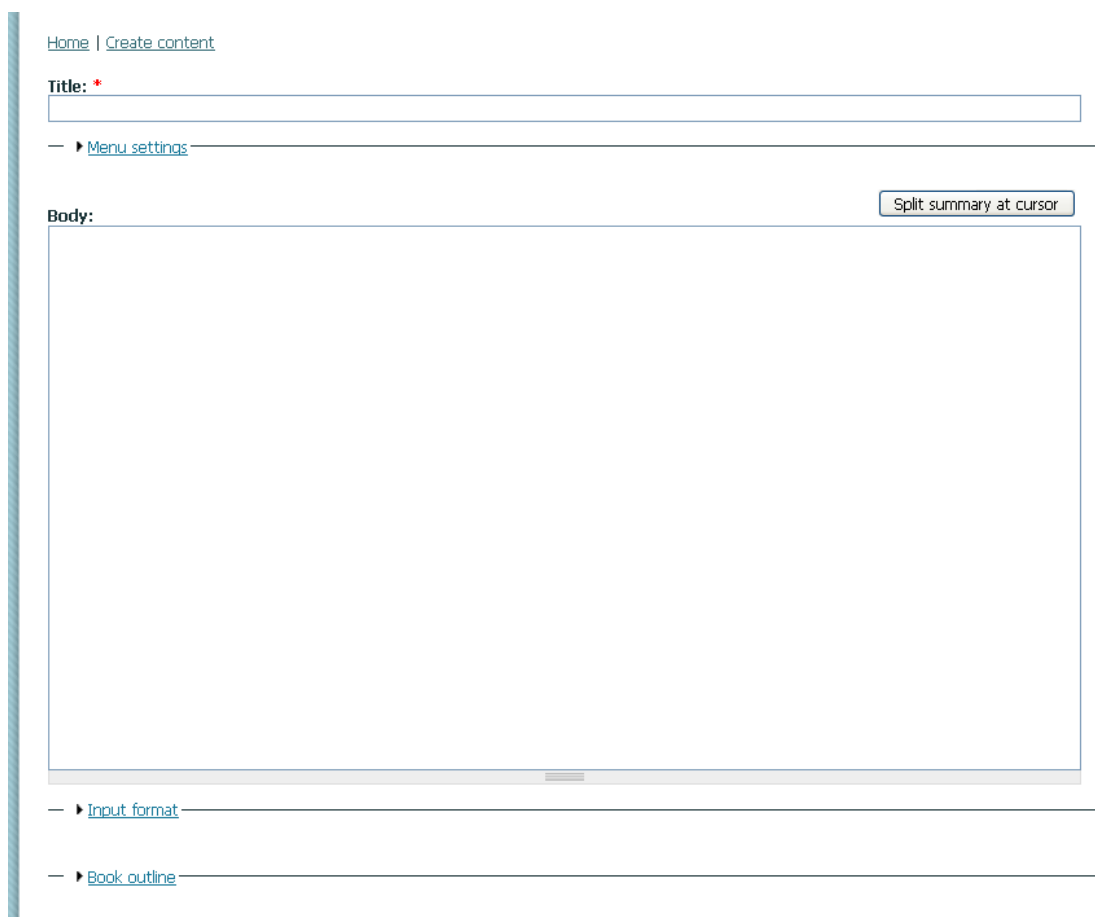 Home | Create content
Title: *
Menu settings
Split summary at cursor
Body:
Input format
Book outline